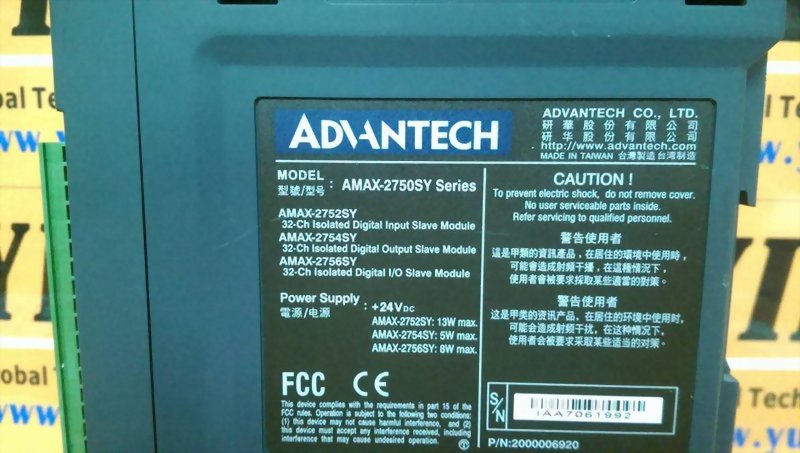 ADVANTECH
ADVANTECH CO., LTD.
研華股份有限公司
研华股份有限公司
http://www.advantech.com
MADE IN TAIWAN 台灣製造 台湾制造
MODEL
型號/型号 : AMAX-2750SY Series
AMAX-2752SY
32-Ch Isolated Digital Input Slave Module
AMAX-2754SY
32-Ch Isolated Digital Output Slave Module
AMAX-2756SY
32-Ch Isolated Digital I/O Slave Module
Power Supply : +24VDC
電源/电源
AMAX-2752SY: 13W max.
AMAX-2754SY: 5W max.
AMAX-2756SY: 8W max.
FCC CE
This device complies with the requirements in part 15 of the
FCC rules. Operation is subject to the following two conditions:
(1) this device may not cause harmful interference, and (2)
this device must accept any interference received, including
interference that may cause undesired operation.
CAUTION !
To prevent electric shock, do not remove cover.
No user serviceable parts inside.
Refer servicing to qualified personnel.
警告使用者
這是甲類的資訊產品，在居住的環境中使用時，
可能會造成射頻干擾，在這種情況下，
使用者會被要求採取某些適當的對策。
警告使用者
这是甲类的资讯产品，在居住的环境中使用时，
可能会造成射频干扰，在这种情况下，
使用者会被要求采取某些适当的对策。
S/N
IAA7061992
P/N:2000006920